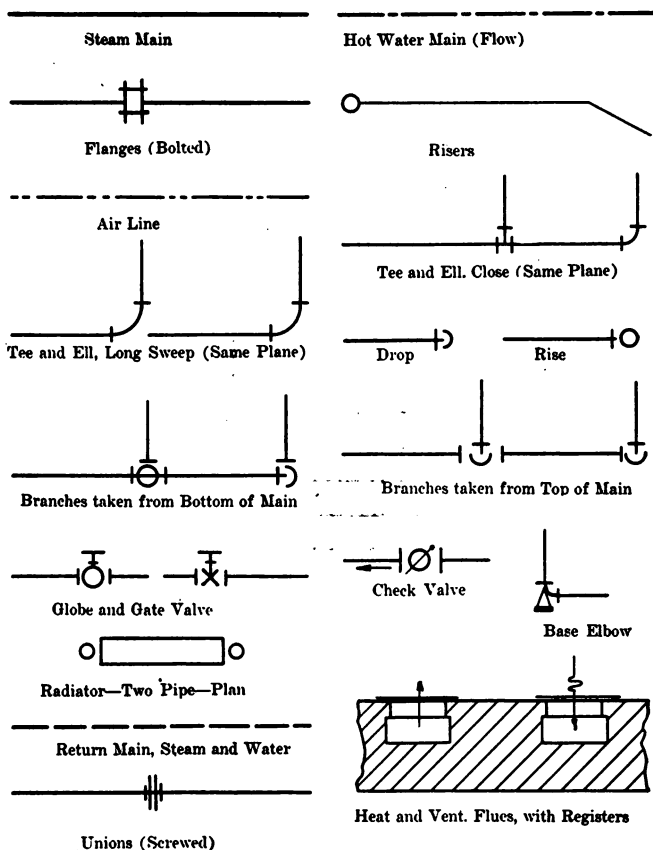 Steam Main
Hot Water Main (Flow)
Flanges (Bolted)
Risers
Air Line
Tee and Ell. Close (Same Plane)
Tee and Ell, Long Sweep (Same Plane)
Drop
Rise
Branches taken from Bottom of Main
Branches taken from Top of Main
Globe and Gate Valve
Check Valve
Base Elbow
Radiator—Two Pipe—Plan
Return Main, Steam and Water
Heat and Vent. Flues, with Registers
Unions (Screwed)